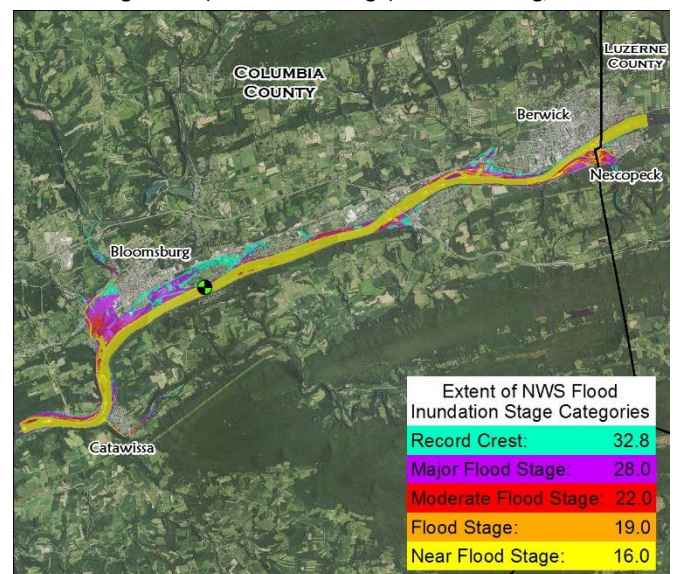 LUZERNE
COUNTY
COLUMBIA
COUNTY
Berwick
Nescopeck
Bloomsburg
Catawissa
Extent of NWS Flood
Inundation Stage Categories
Record Crest: 32.8
Major Flood Stage: 28.0
Moderate Flood Stage: 22.0
Flood Stage: 19.0
Near Flood Stage: 16.0